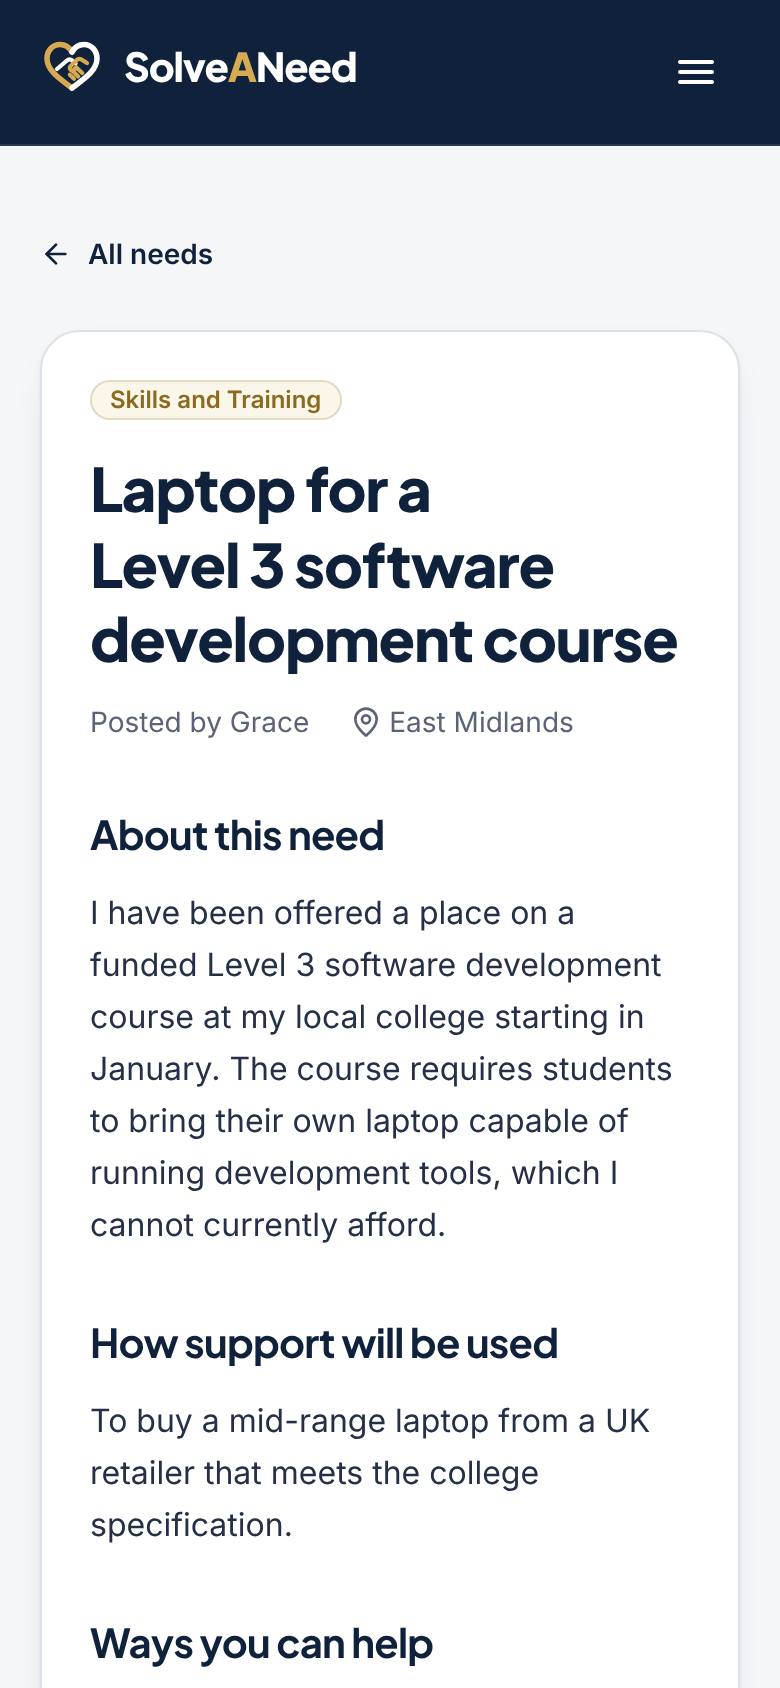 SolveANeed
All needs
Skills and Training
Laptop for a
Level 3 software
development course
Posted by Grace East Midlands
About this need
I have been offered a place on a
funded Level 3 software development
course at my local college starting in
January. The course requires students
to bring their own laptop capable of
running development tools, which I
cannot currently afford.
How support will be used
To buy a mid-range laptop from a UK
retailer that meets the college
specification.
Ways you can help